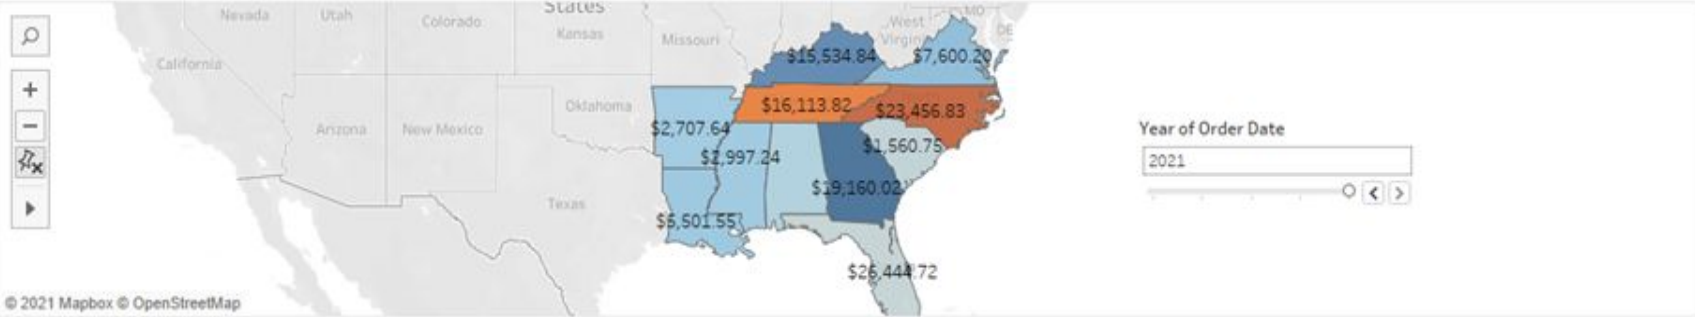 States
Nevada
Utah
Colorado
Kansas
Missouri
West
Virgin
MO
DE
California
$15,534.84
$7,600.20
Oklahoma
$16,113.82
$23,456.83
Arizona
New Mexico
$2,707.64
$2,997.24
$1,560.75
$19,160.02
Texas
$5,501.55
$26,444.72
© 2021 Mapbox © OpenStreetMap
Year of Order Date
2021